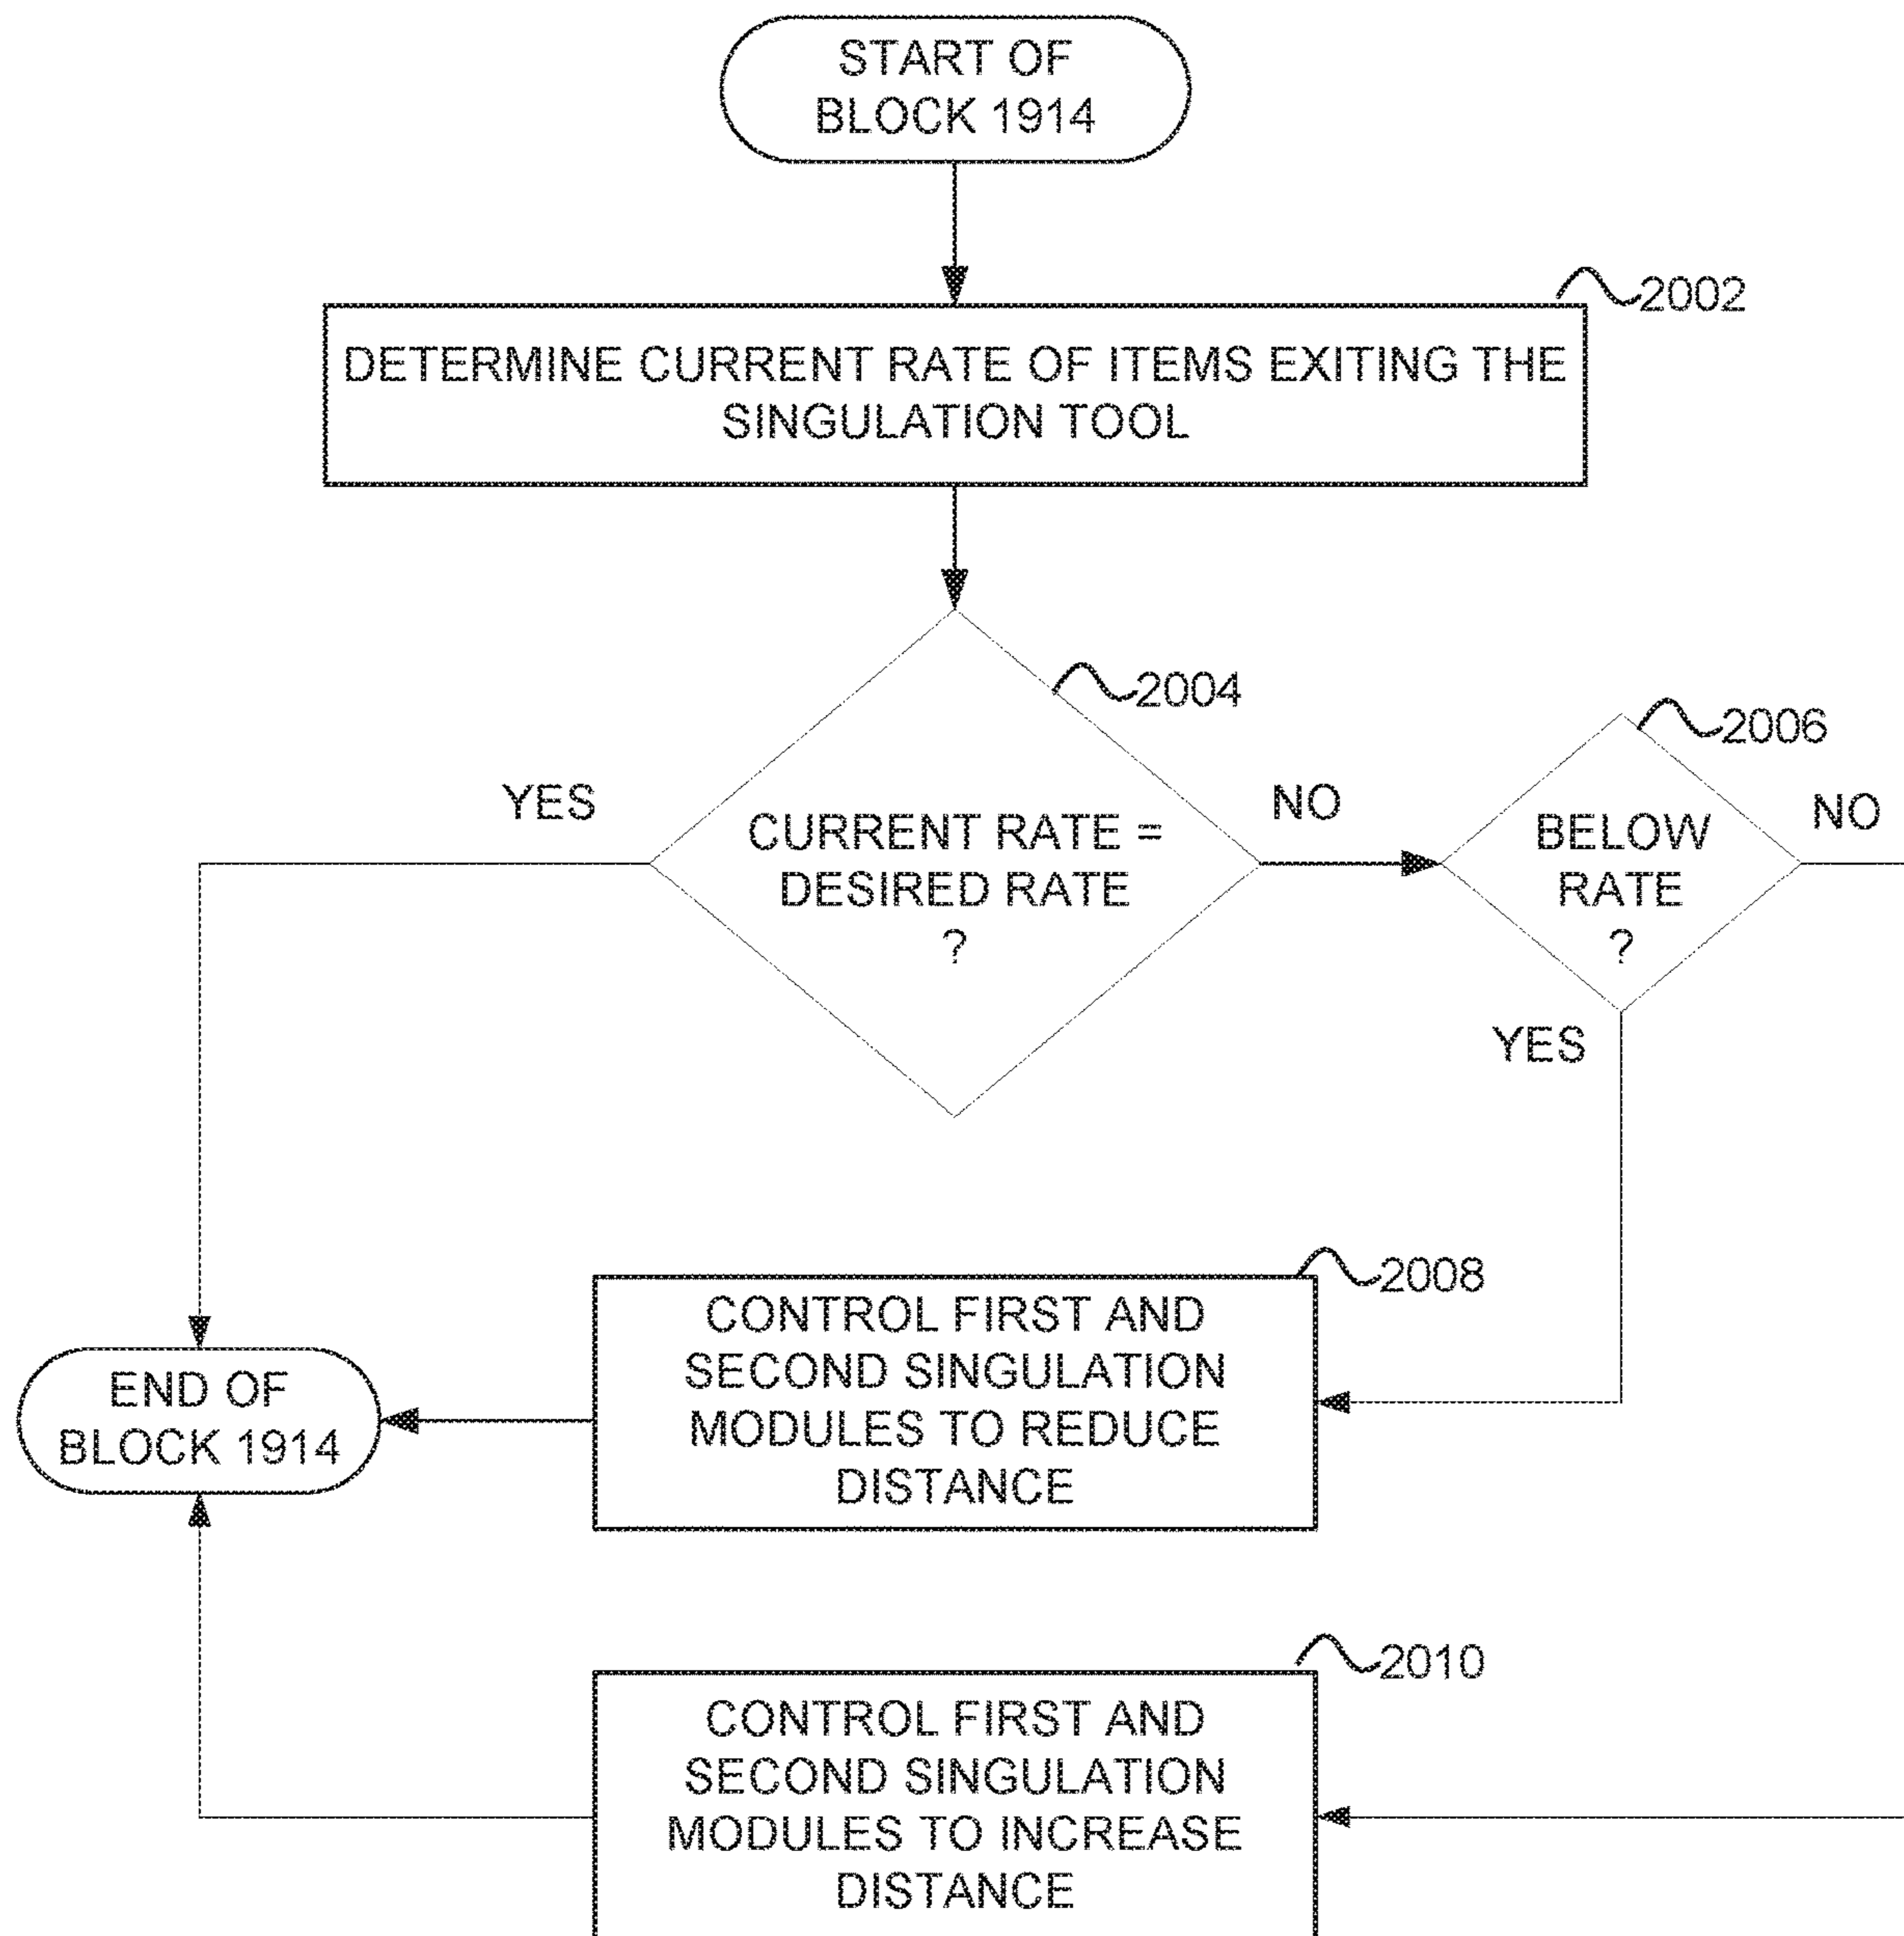 START OF
BLOCK 1914
2002
DETERMINE CURRENT RATE OF ITEMS EXITING THE
SINGULATION TOOL
2004
2006
YES
CURRENT RATE =
DESIRED RATE
?
NO
BELOW
RATE
?
NO
YES
2008
CONTROL FIRST AND
SECOND SINGULATION
MODULES TO REDUCE
DISTANCE
END OF
BLOCK 1914
2010
CONTROL FIRST AND
SECOND SINGULATION
MODULES TO INCREASE
DISTANCE